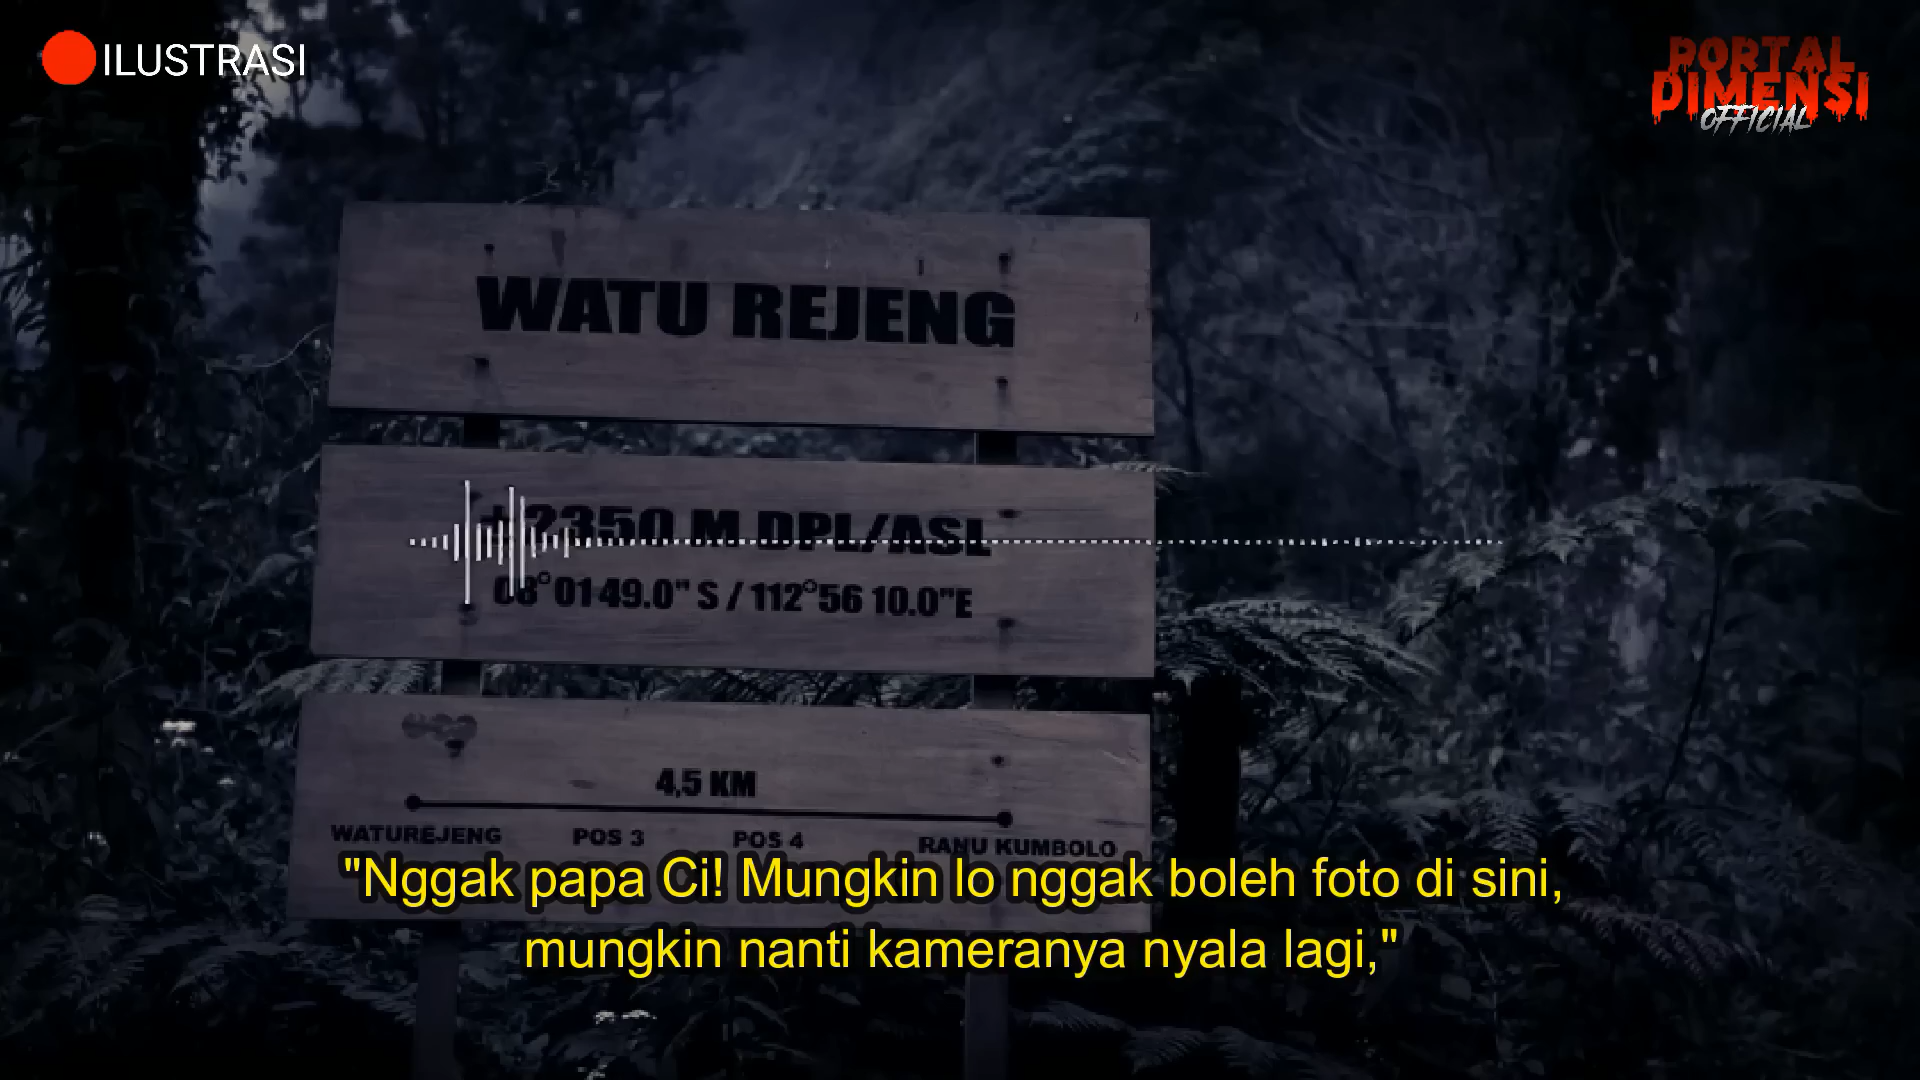 ILUSTRASI
PORTAL
DIMENSI
OFFICIAL
WATU REJENG
±2350 M DPL/ASL
08°01 49.0" S / 112°56 10.0"E
4,5 KM
WATUREJENG POS 3 POS 4 RANU KUMBOLO
"Nggak papa Ci! Mungkin lo nggak boleh foto di sini,
mungkin nanti kameranya nyala lagi,"